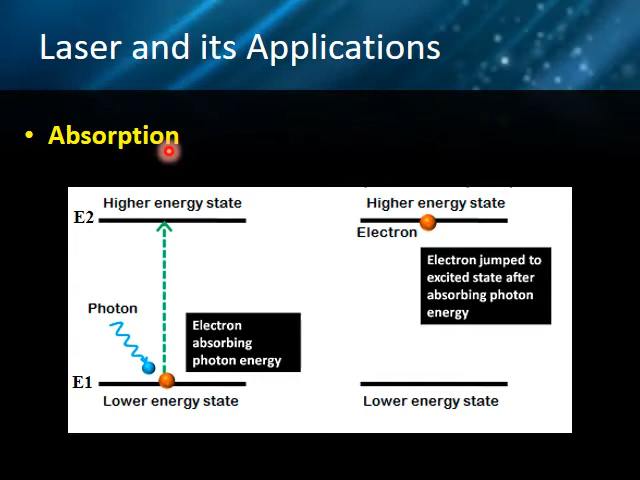 Laser and its Applications
• Absorption
Higher energy state
E2
Photon
Electron
absorbing
photon energy
E1
Lower energy state
Higher energy state
Electron
Electron jumped to
excited state after
absorbing photon
energy
Lower energy state